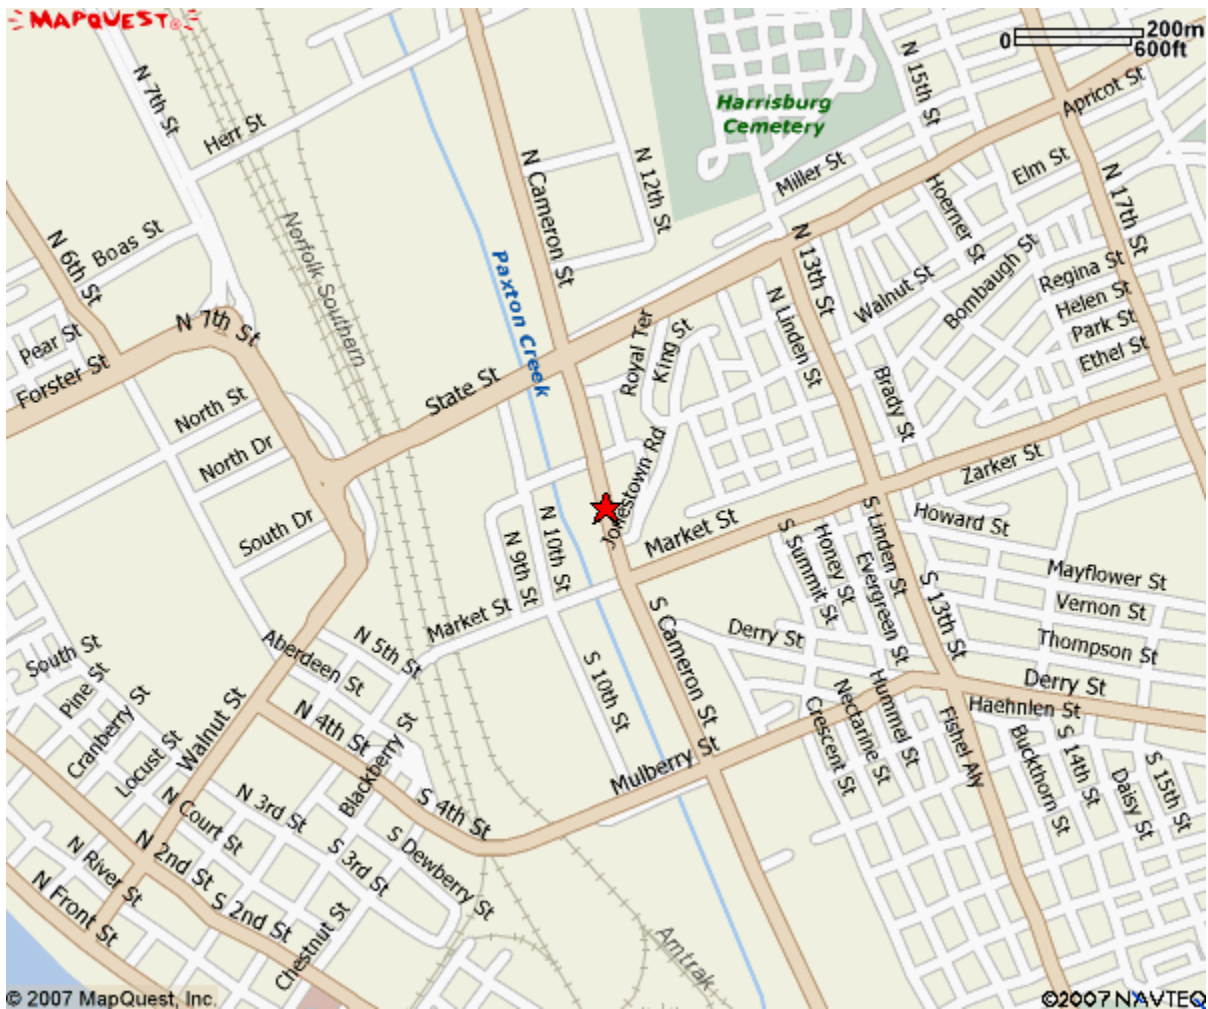 MAPQUEST
200m
0
600ft
N 7th St
Herr St
N 15th St
Apricot St
Harrisburg
Cemetery
N 12th St
Miller St
Elm St
N Cameron St
Hoerner St
N 17th St
Norfolk Southern
Boas St
N 6th St
Paxton Creek
N 13th St
Bombaugh St
Regina St
Walnut St
Helen St
N Linden St
Park St
Ethel St
Pear St
N 7th St
Royal Ter
King St
Forster St
State St
Brady St
North St
North Dr
Jonestown Rd
Zarker St
South Dr
N 10th St
N 9th St
Market St
S Linden St
Howard St
S Summit St
Honey St
Evergreen St
Mayflower St
Vernon St
Market St
S Cameron St
Derry St
S 13th St
Thompson St
N 5th St
Aberdeen St
South St
Pine St
S 10th St
Derry St
Haehnlen St
Cranberry St
Walnut St
N 4th St
Crescent St
Nectarine St
Hummel St
Fishel Aly
Locust St
Blackberry St
Mulberry St
Buckthorn St
S 14th St
Daisy St
S 15th St
N Court St
N 3rd St
S 4th St
S 3rd St
S Dewberry St
N River St
N 2nd St
S 2nd St
N Front St
Chestnut St
Amtrak
© 2007 MapQuest, Inc.
©2007 NAVTEQ